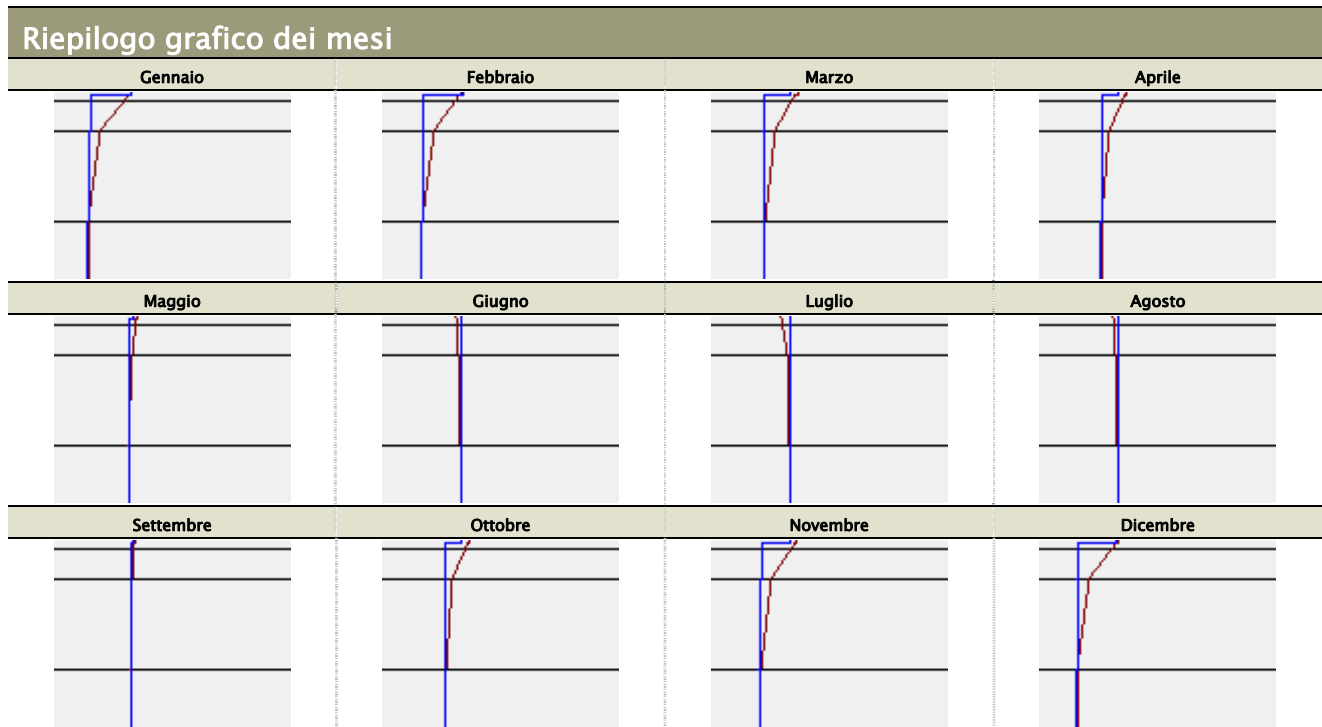 Riepilogo grafico dei mesi
Gennaio Febbraio Marzo Aprile
Maggio Giugno Luglio Agosto
Settembre Ottobre Novembre Dicembre